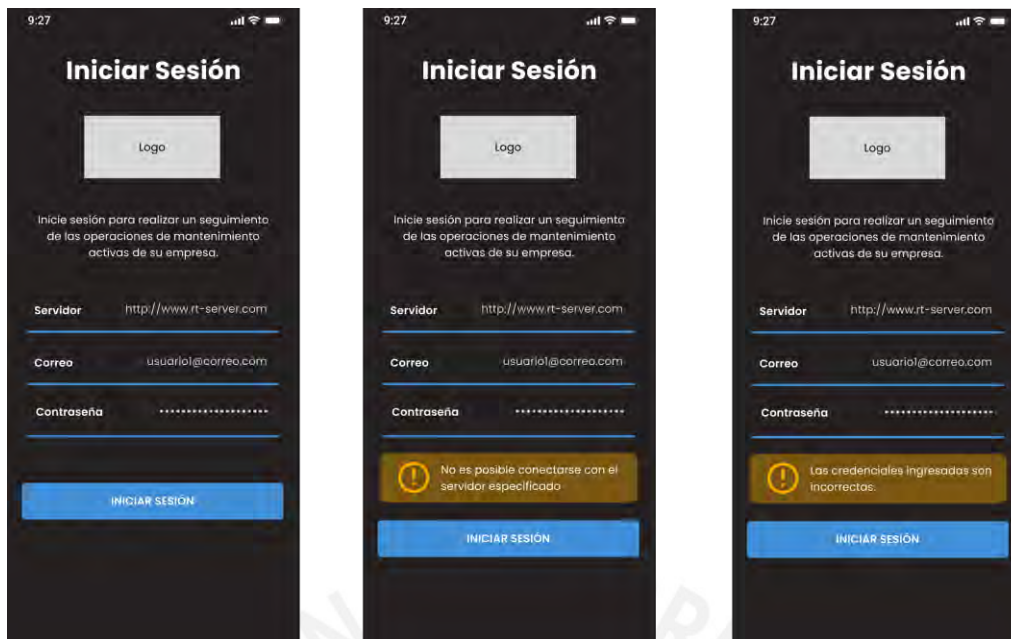 9:27
Iniciar Sesión
Logo
Inicie sesión para realizar un seguimiento
de las operaciones de mantenimiento
activas de su empresa.
Servidor http://www.rt-server.com
Correo usuario1@correo.com
Contraseña ••••••••••••••••••••
INICIAR SESIÓN
9:27
Iniciar Sesión
Logo
Inicie sesión para realizar un seguimiento
de las operaciones de mantenimiento
activas de su empresa.
Servidor http://www.rt-server.com
Correo usuario1@correo.com
Contraseña ••••••••••••••••••••
No es posible conectarse con el
servidor especificado
INICIAR SESIÓN
9:27
Iniciar Sesión
Logo
Inicie sesión para realizar un seguimiento
de las operaciones de mantenimiento
activas de su empresa.
Servidor http://www.rt-server.com
Correo usuario1@correo.com
Contraseña ••••••••••••••••••••
Las credenciales ingresadas son
incorrectas.
INICIAR SESIÓN